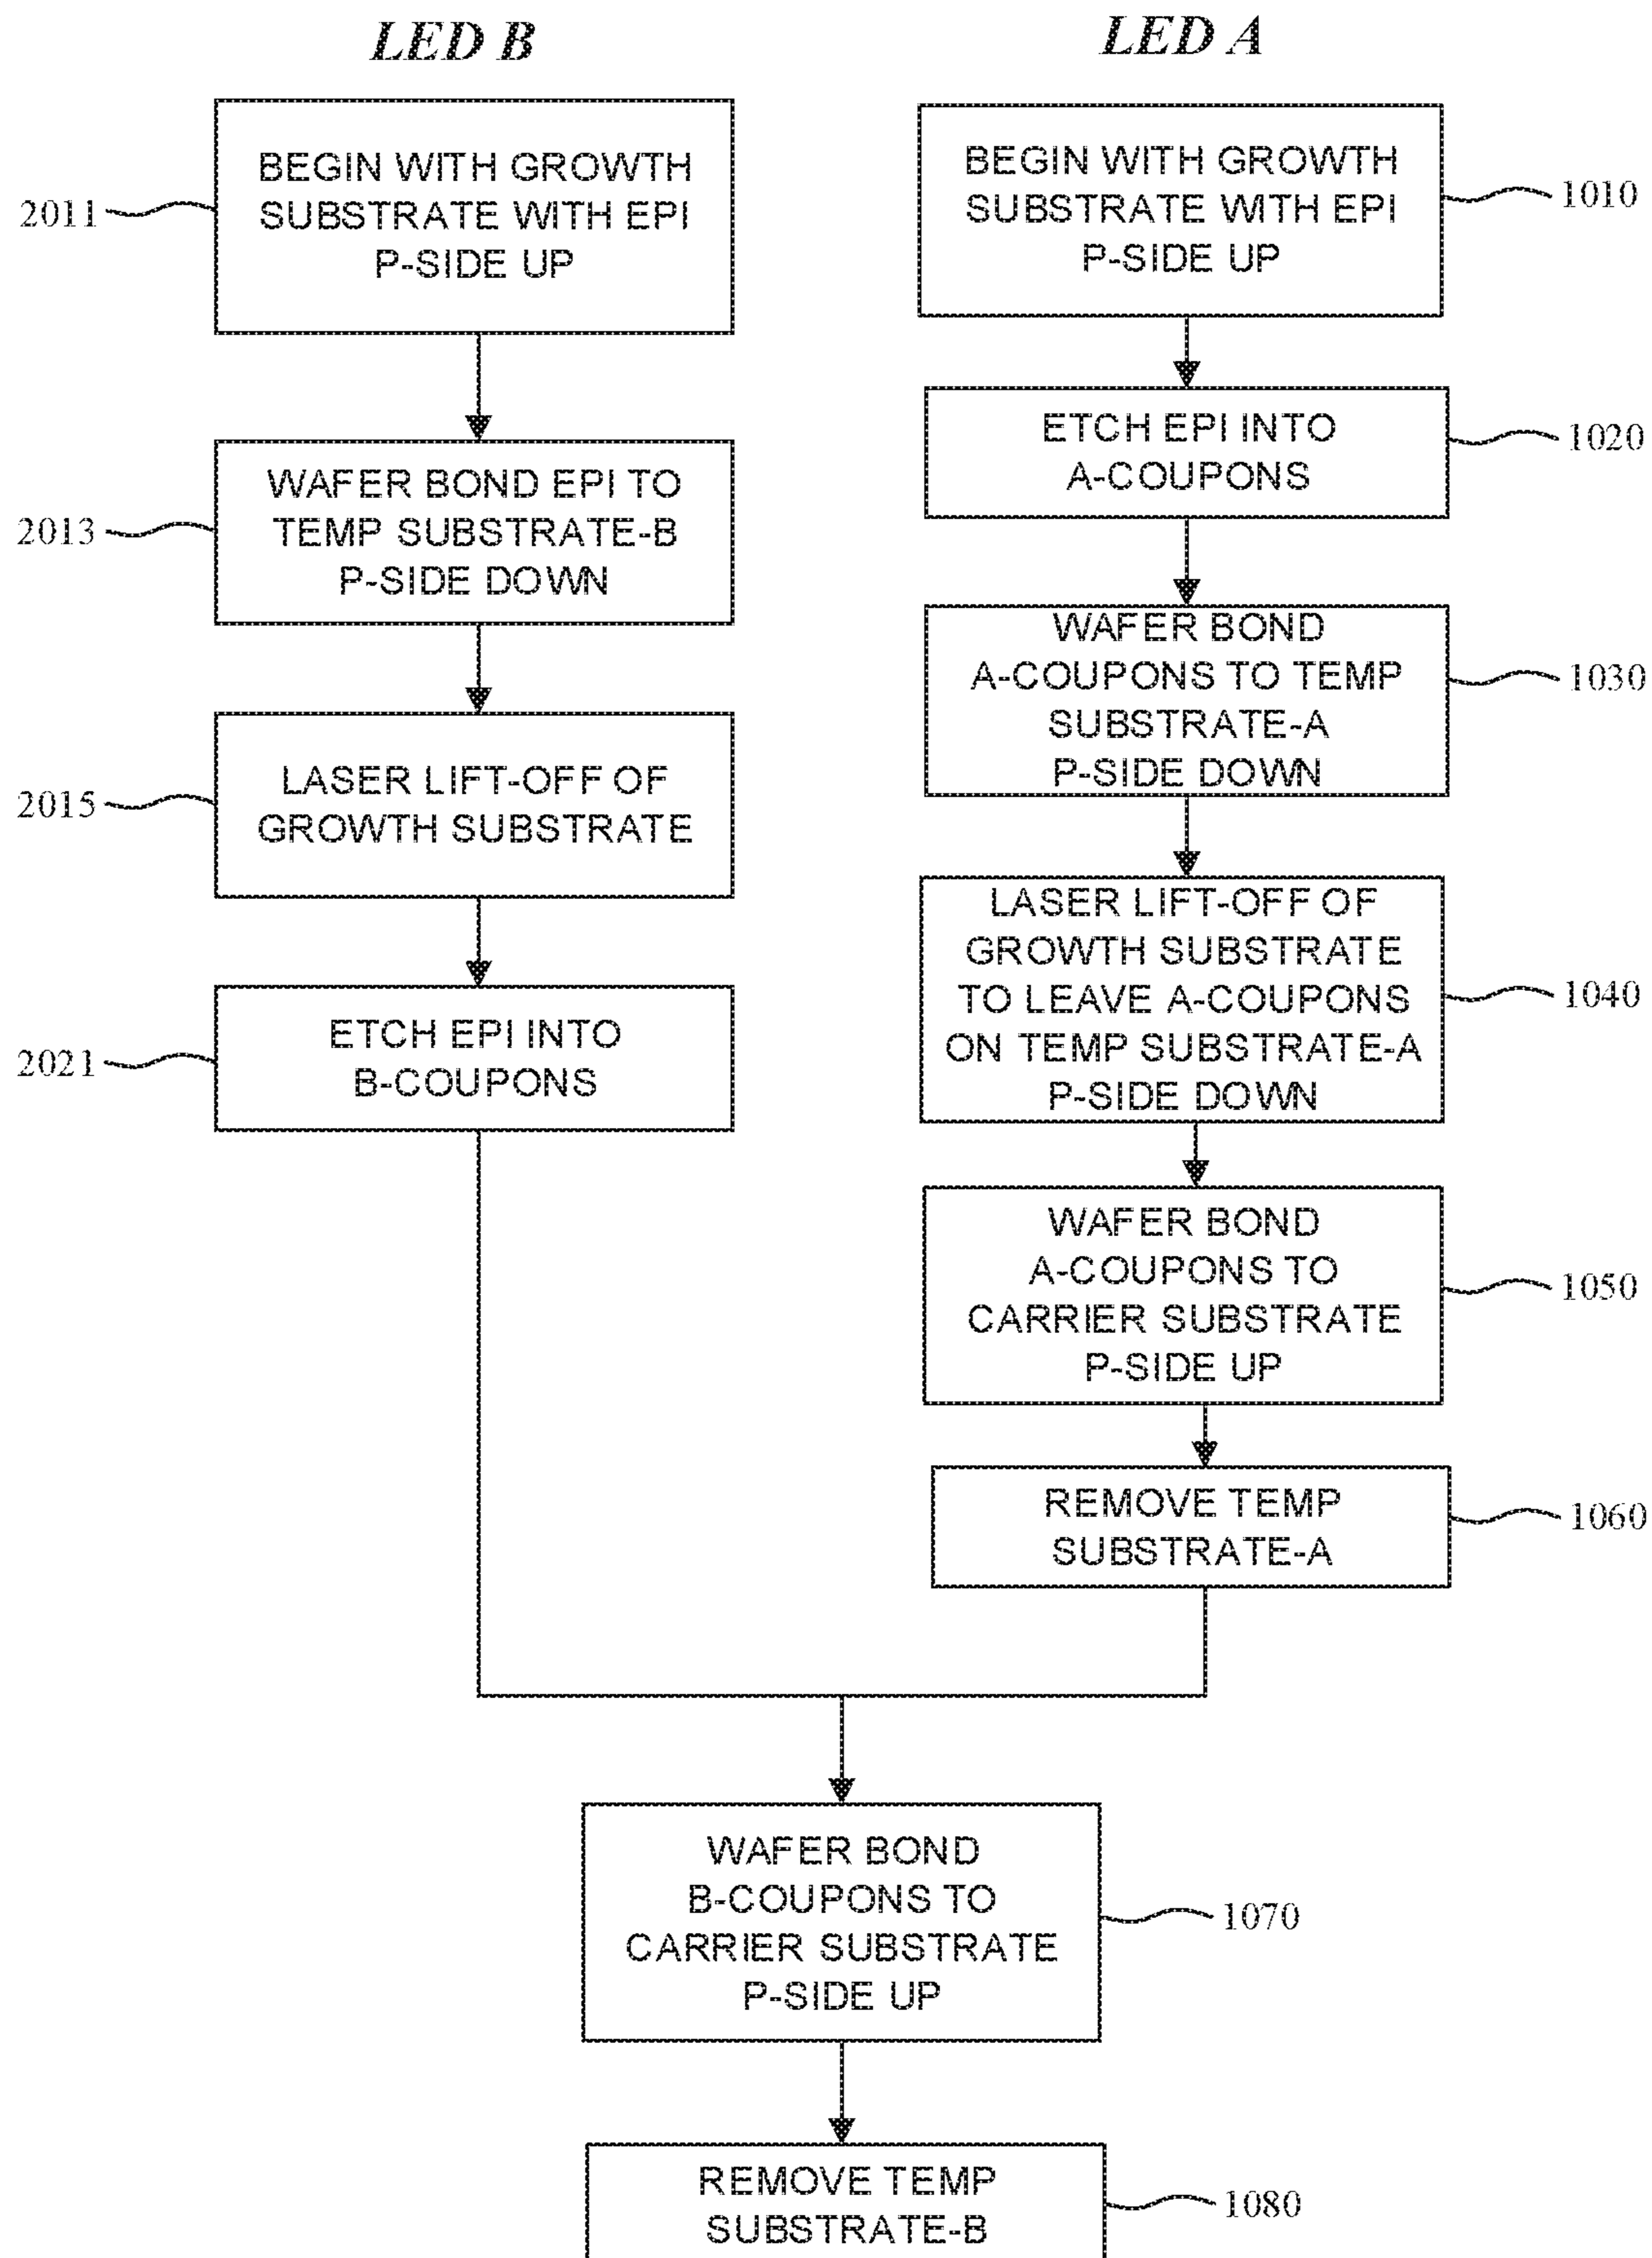 LED B
2011
BEGIN WITH GROWTH
SUBSTRATE WITH EPI
P-SIDE UP
2013
WAFER BOND EPI TO
TEMP SUBSTRATE-B
P-SIDE DOWN
2015
LASER LIFT-OFF OF
GROWTH SUBSTRATE
2021
ETCH EPI INTO
B-COUPONS
LED A
BEGIN WITH GROWTH
SUBSTRATE WITH EPI
P-SIDE UP
1010
ETCH EPI INTO
A-COUPONS
1020
WAFER BOND
A-COUPONS TO TEMP
SUBSTRATE-A
P-SIDE DOWN
1030
LASER LIFT-OFF OF
GROWTH SUBSTRATE
TO LEAVE A-COUPONS
ON TEMP SUBSTRATE-A
P-SIDE DOWN
1040
WAFER BOND
A-COUPONS TO
CARRIER SUBSTRATE
P-SIDE UP
1050
REMOVE TEMP
SUBSTRATE-A
1060
WAFER BOND
B-COUPONS TO
CARRIER SUBSTRATE
P-SIDE UP
1070
REMOVE TEMP
SUBSTRATE-B
1080